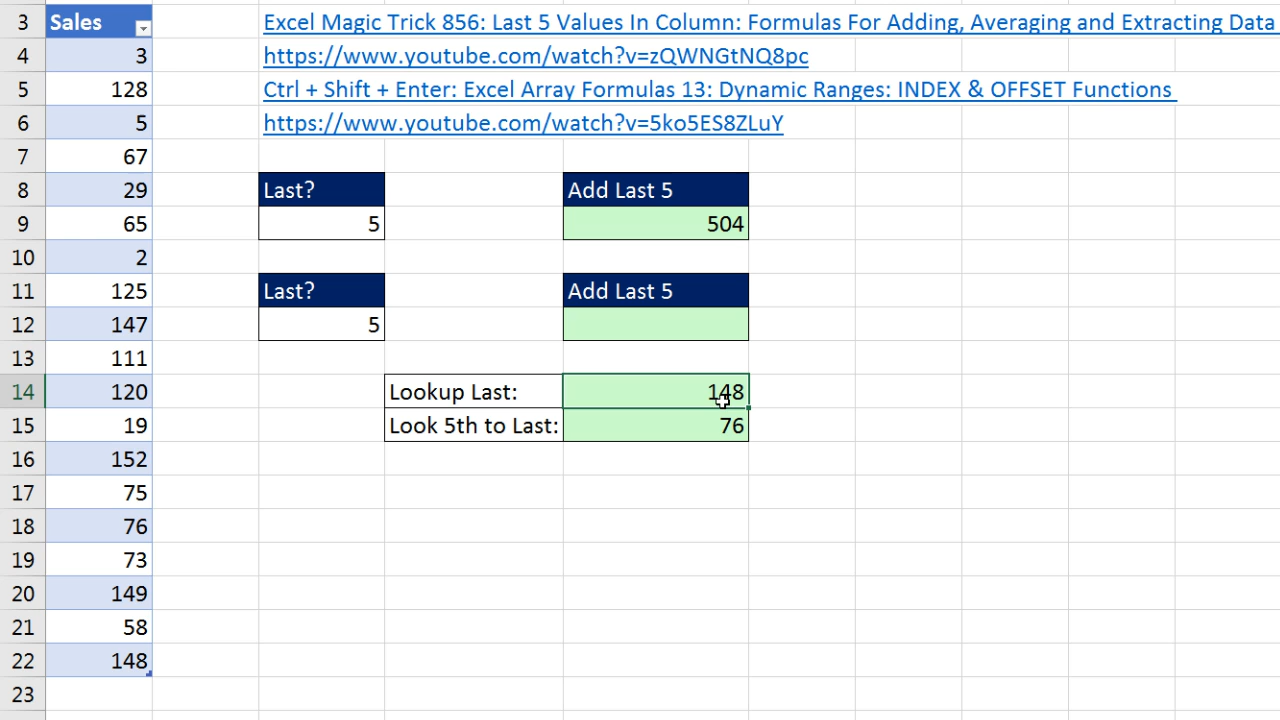 3 Sales Excel Magic Trick 856: Last 5 Values In Column: Formulas For Adding, Averaging and Extracting Data
4 3 https://www.youtube.com/watch?v=zQWNGtNQ8pc
5 128 Ctrl + Shift + Enter: Excel Array Formulas 13: Dynamic Ranges: INDEX & OFFSET Functions
6 5 https://www.youtube.com/watch?v=5ko5ES8ZLuY
7 67
8 29 Last? Add Last 5
9 65 5 504
10 2
11 125 Last? Add Last 5
12 147 5
13 111
14 120 Lookup Last: 148
15 19 Look 5th to Last: 76
16 152
17 75
18 76
19 73
20 149
21 58
22 148
23